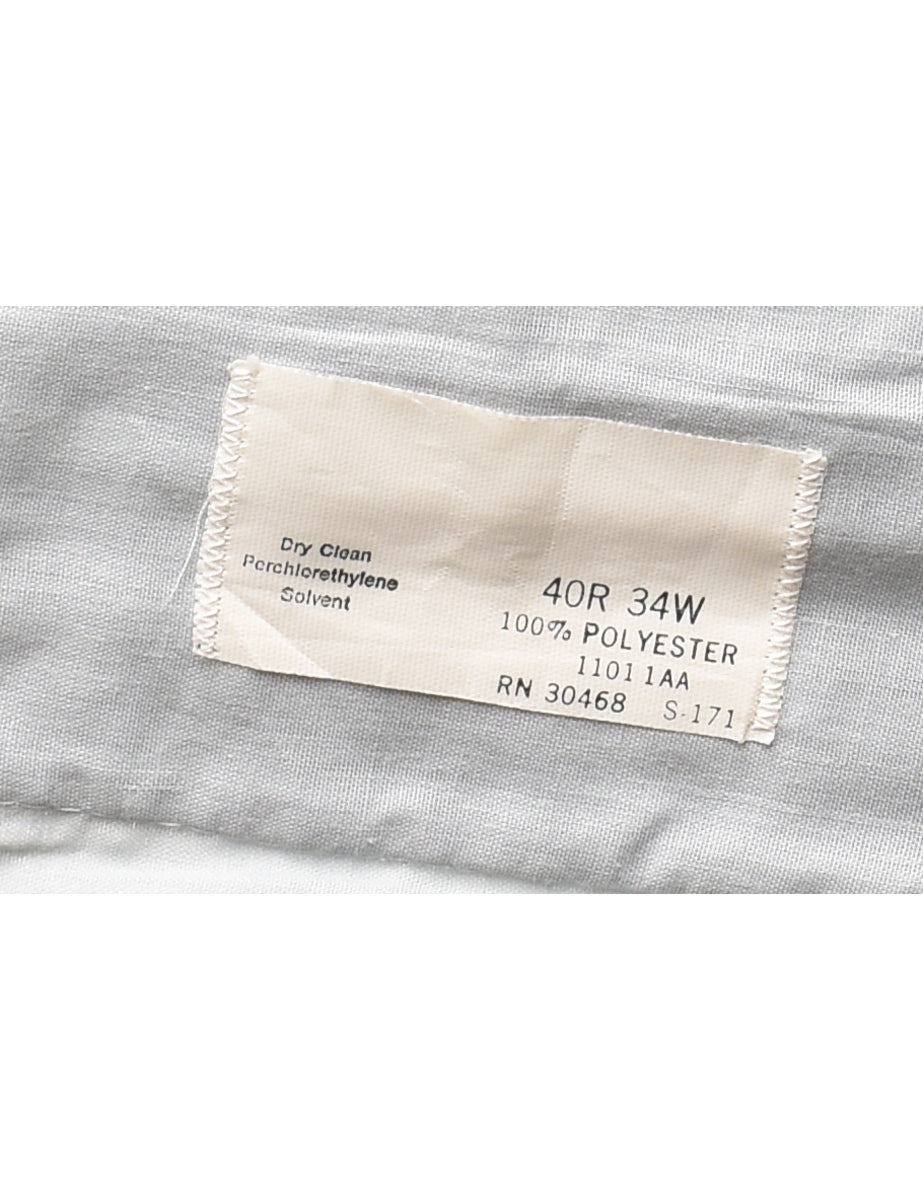 Dry Clean
Perchlorethylene
Solvent
40R 34W
100% POLYESTER
1101 1AA
RN 30468 S-171